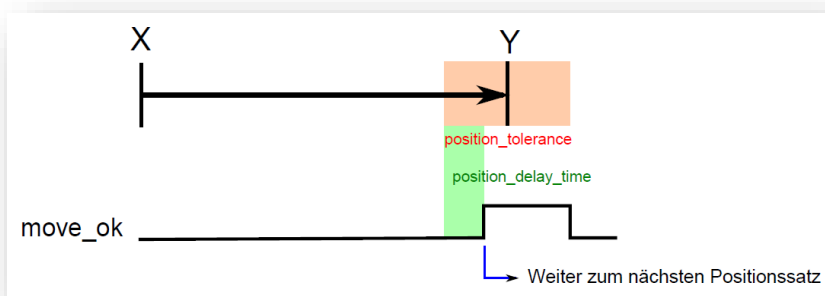 X
Y
position_tolerance
position_delay_time
move_ok
Weiter zum nächsten Positionssatz